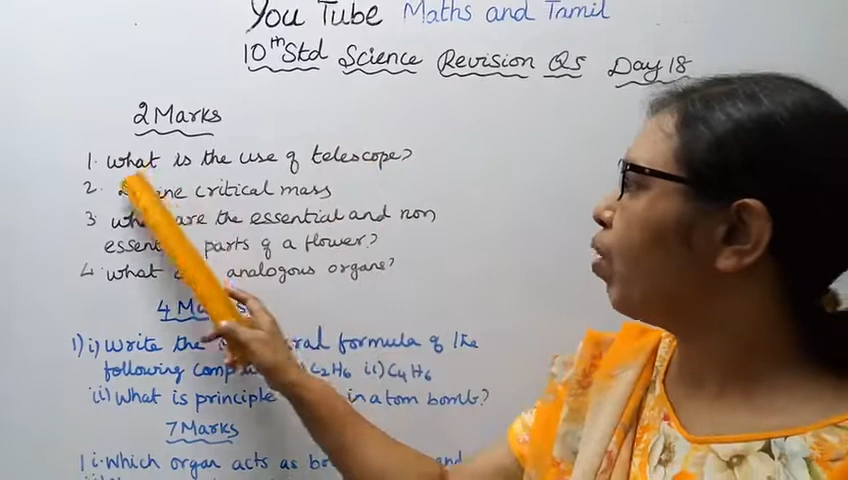 You Tube Maths and Tamil
10th Std Science Revision Qs Day 18
2 Marks
1. What is the use of telescope?
2. critical mass
3. are the essential and non
parts of a flower?
4. what analogous organs?
4
1) i) Write the formula of the
following C2H6 ii) C4H6
ii) What is principle in atom bomb?
7 Marks
1 i. Which organ acts as